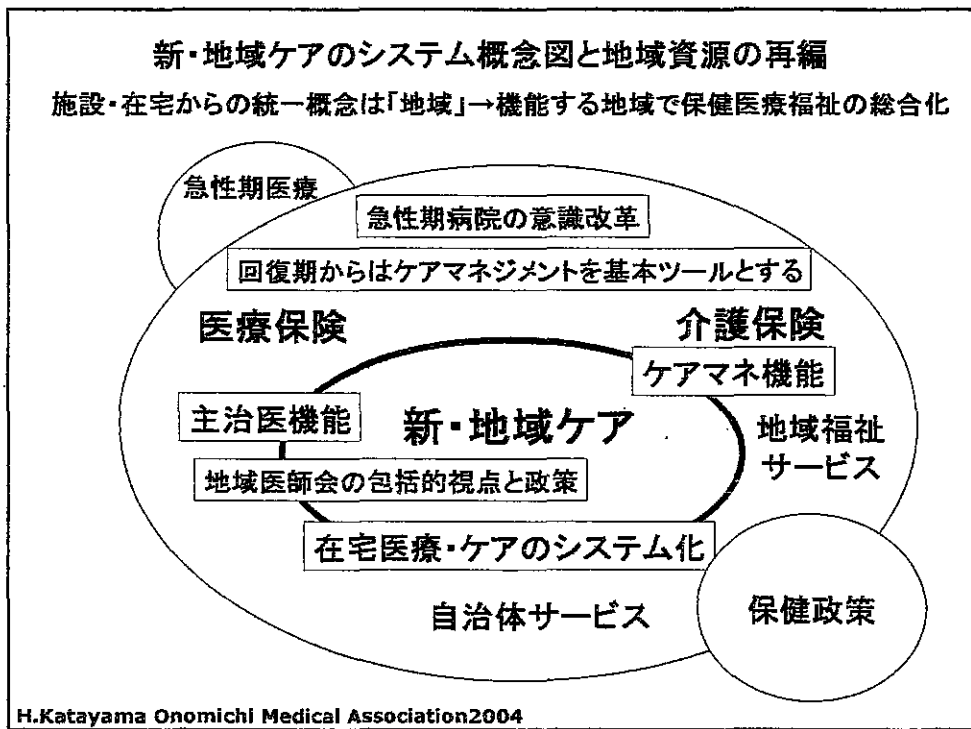 新・地域ケアのシステム概念図と地域資源の再編
施設・在宅からの統一概念は「地域」→機能する地域で保健医療福祉の総合化
急性期医療
急性期病院の意識改革
回復期からはケアマネジメントを基本ツールとする
医療保険
介護保険
ケアマネ機能
主治医機能
新・地域ケア
地域福祉
サービス
地域医師会の包括的視点と政策
在宅医療・ケアのシステム化
自治体サービス
保健政策
H.Katayama Onomichi Medical Association2004